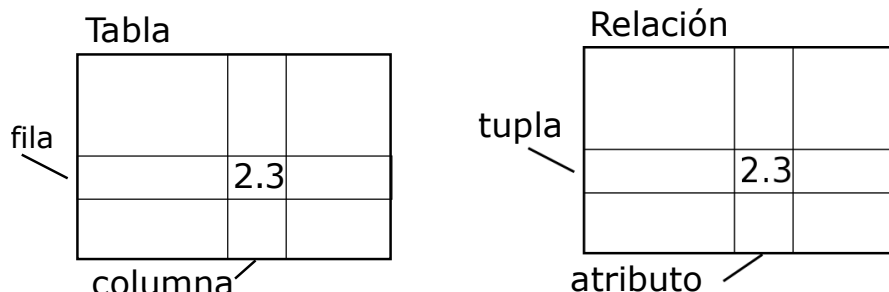 Tabla
fila
2.3
columna
Relación
tupla
2.3
atributo